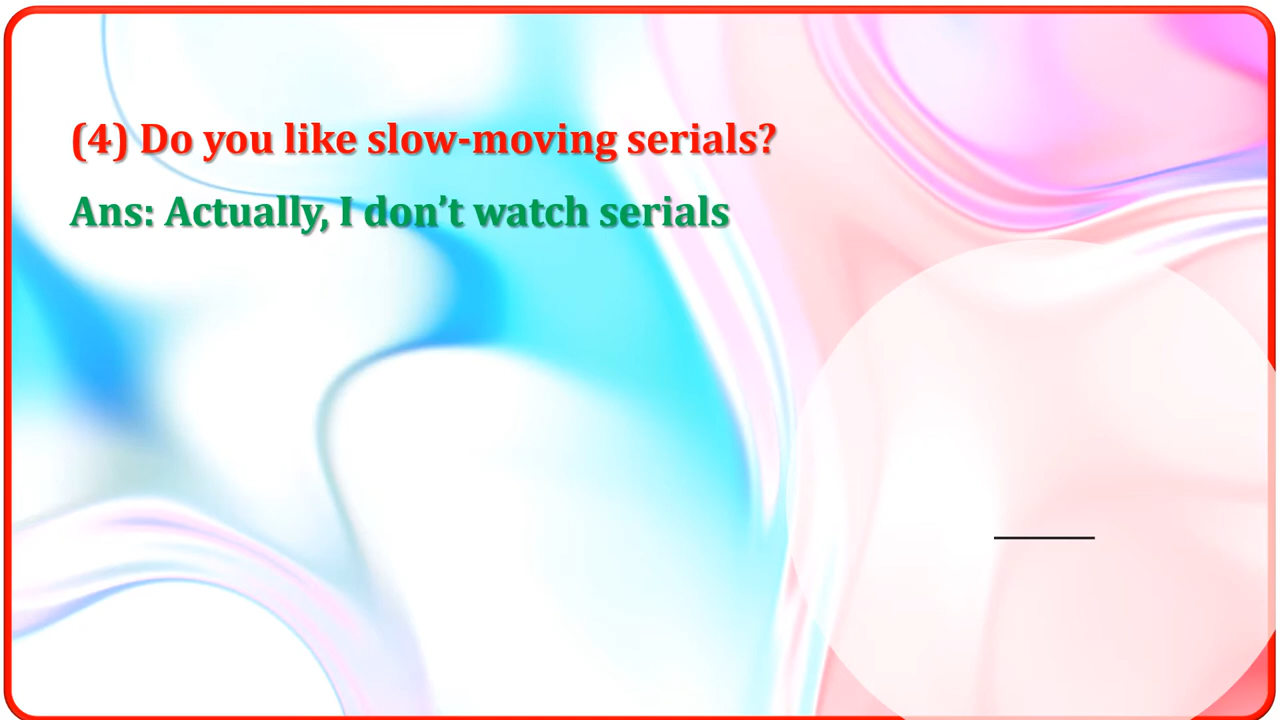 (4) Do you like slow-moving serials?
Ans: Actually, I don’t watch serials